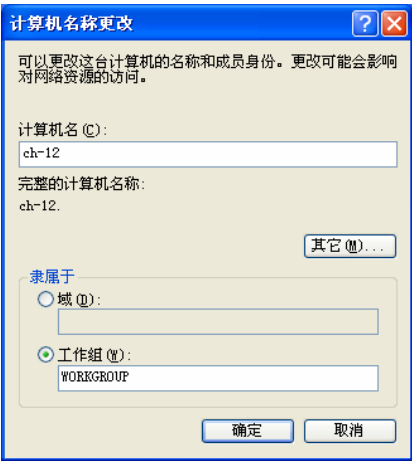 计算机名称更改
可以更改这台计算机的名称和成员身份。更改可能会影响
对网络资源的访问。
计算机名(C):
ch-12
完整的计算机名称:
ch-12.
其它(M)...
隶属于
域(D):
工作组(W):
WORKGROUP
确定
取消